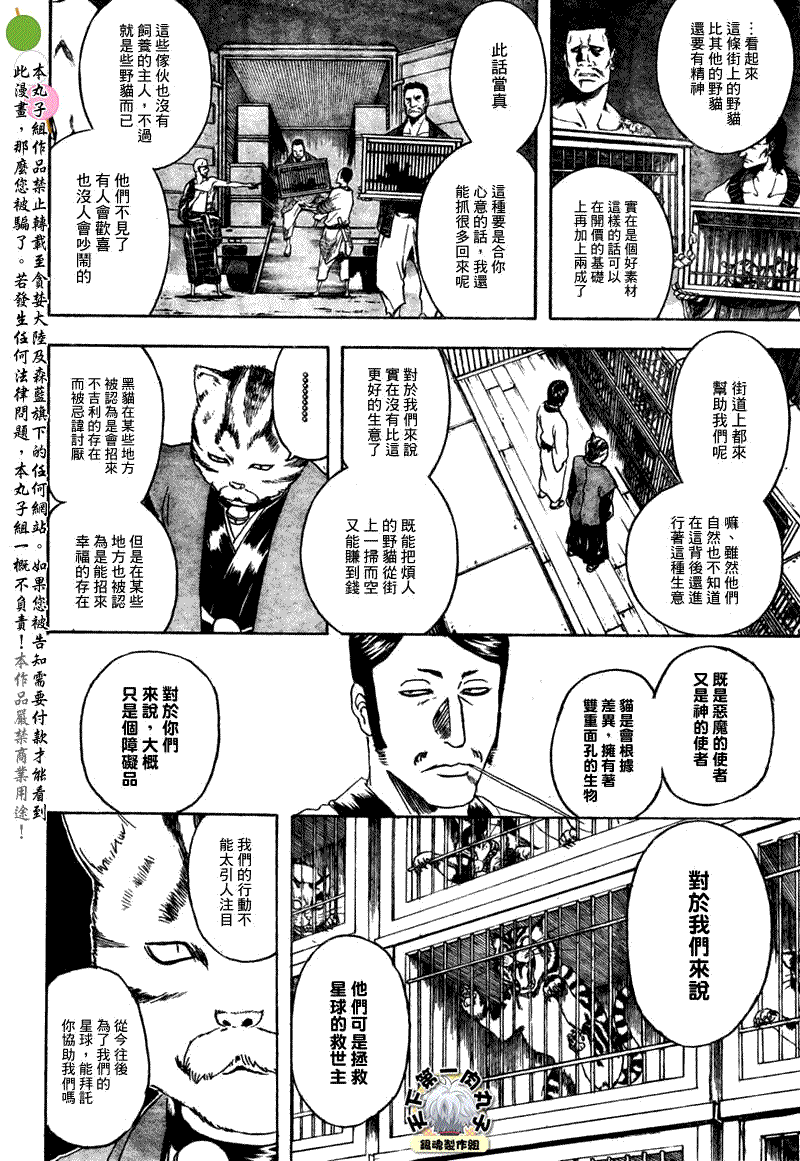 …看起來
這條街上的野貓
比其他的野貓
還要有精神
實在是個好素材
這樣的話可以
在開價的基礎
上再加上兩成了
此話當真
這種要是合你
心意的話，我還
能抓很多回來呢
這些傢伙也沒有
飼養的主人，不過
就是些野貓而已
他們不見了
有人會歡喜
也沒人會吵鬧的
街道上都來
幫助我們呢
嘛、雖然他們
自然也不知道
在這背後還進
行著這種生意
對於我們來說
實在沒有比這
更好的生意了
既能把煩人
的野貓從街
上一掃而空
又能賺到錢
…………
黑貓在某些地方
被認為是會招來
不吉利的存在
而被忌諱討厭
但是在某些
地方也被認
為是能招來
幸福的存在
既是惡魔的使者
又是神的使者
貓是會根據
差異，擁有著
雙重面孔的生物
對於你們
來說，大概
只是個障礙品
對於我們來說
他們可是拯救
星球的救世主
我們的行動不
能太引人注目
從今往後
為了我們的
星球，能拜託
你協助我們嗎
本丸子組作品禁止轉載至貪婪大陸及森藍旗下的任何網站。如果您被告知需要付款才能看到
此漫畫，那麼您被騙了。若發生任何法律問題，本丸子組一概不負責！本作品嚴禁商業用途！
天下第一肉丸子
銀魂製作組